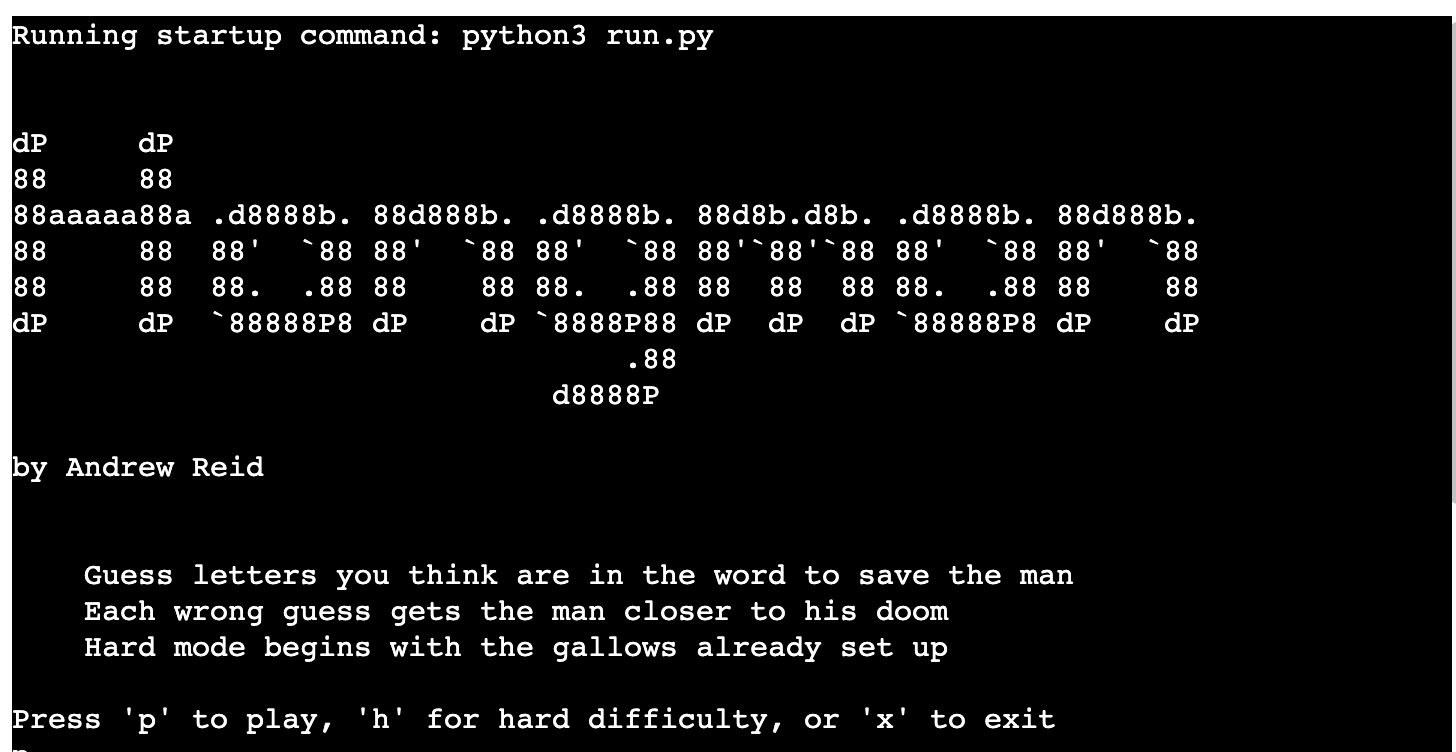 Running startup command: python3 run.py
dP       dP
88       88
88aaaaa88a .d8888b. 88d888b. .d8888b. 88d8b.d8b. .d8888b. 88d888b.
88     88  88'  `88 88'  `88 88'  `88 88'`88'`88 88'  `88 88'  `88
88     88  88.  .88 88    88 88.  .88 88  88  88 88.  .88 88    88
dP     dP  `88888P8 dP    dP `8888P88 dP  dP  dP `88888P8 dP    dP
.88
d8888P
by Andrew Reid
Guess letters you think are in the word to save the man
Each wrong guess gets the man closer to his doom
Hard mode begins with the gallows already set up
Press 'p' to play, 'h' for hard difficulty, or 'x' to exit